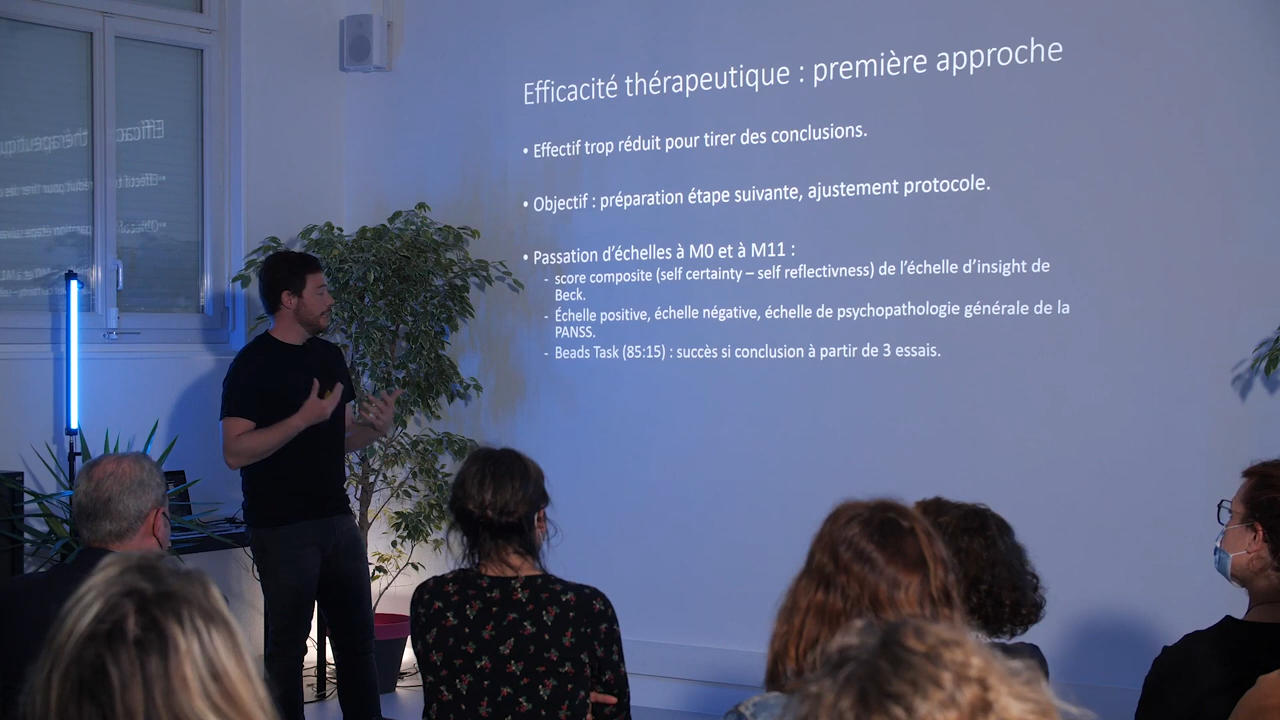 Efficacité thérapeutique : première approche
• Effectif trop réduit pour tirer des conclusions.
• Objectif : préparation étape suivante, ajustement protocole.
• Passation d'échelles à M0 et à M11 :
- score composite (self certainty – self reflectivness) de l'échelle d'insight de
Beck.
- Échelle positive, échelle négative, échelle de psychopathologie générale de la
PANSS.
- Beads Task (85:15) : succès si conclusion à partir de 3 essais.